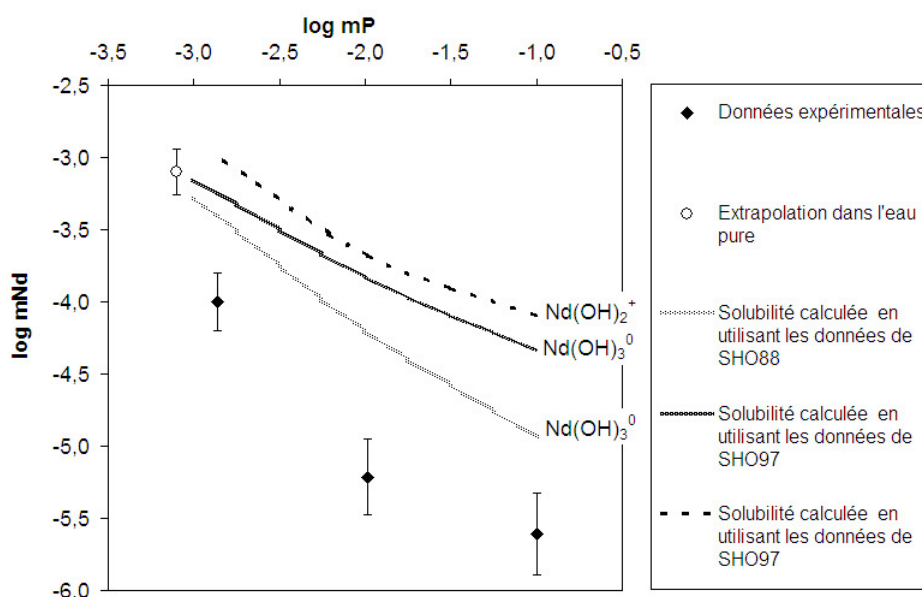 log mP
-3,5 -3,0 -2,5 -2,0 -1,5 -1,0 -0,5
-2,5
-3,0
-3,5
-4,0
-4,5
-5,0
-5,5
-6,0
log mNd
Nd(OH)₂⁺
Nd(OH)₃⁰
Nd(OH)₃⁰
Données expérimentales
Extrapolation dans l'eau
pure
Solubilité calculée en
utilisant les données de
SHO88
Solubilité calculée en
utilisant les données de
SHO97
Solubilité calculée en
utilisant les données de
SHO97